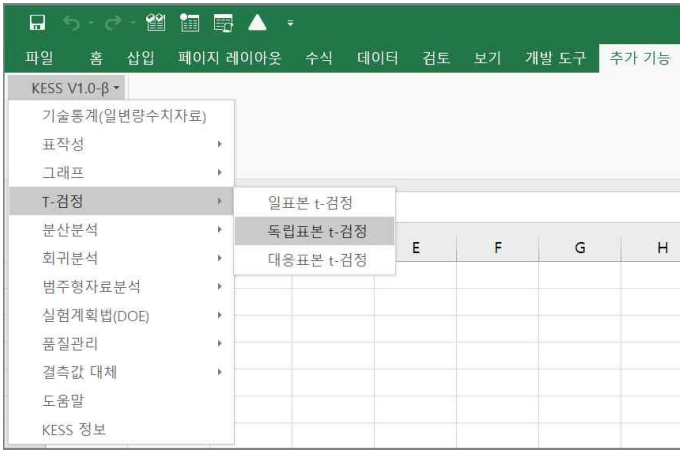 파일 홈 삽입 페이지 레이아웃 수식 데이터 검토 보기 개발 도구 추가 기능
KESS V1.0-β
기술통계(일변량수치자료)
표작성
그래프
T-검정
일표본 t-검정
분산분석
독립표본 t-검정
회귀분석
대응표본 t-검정
E F G H
범주형자료분석
실험계획법(DOE)
품질관리
결측값 대체
도움말
KESS 정보